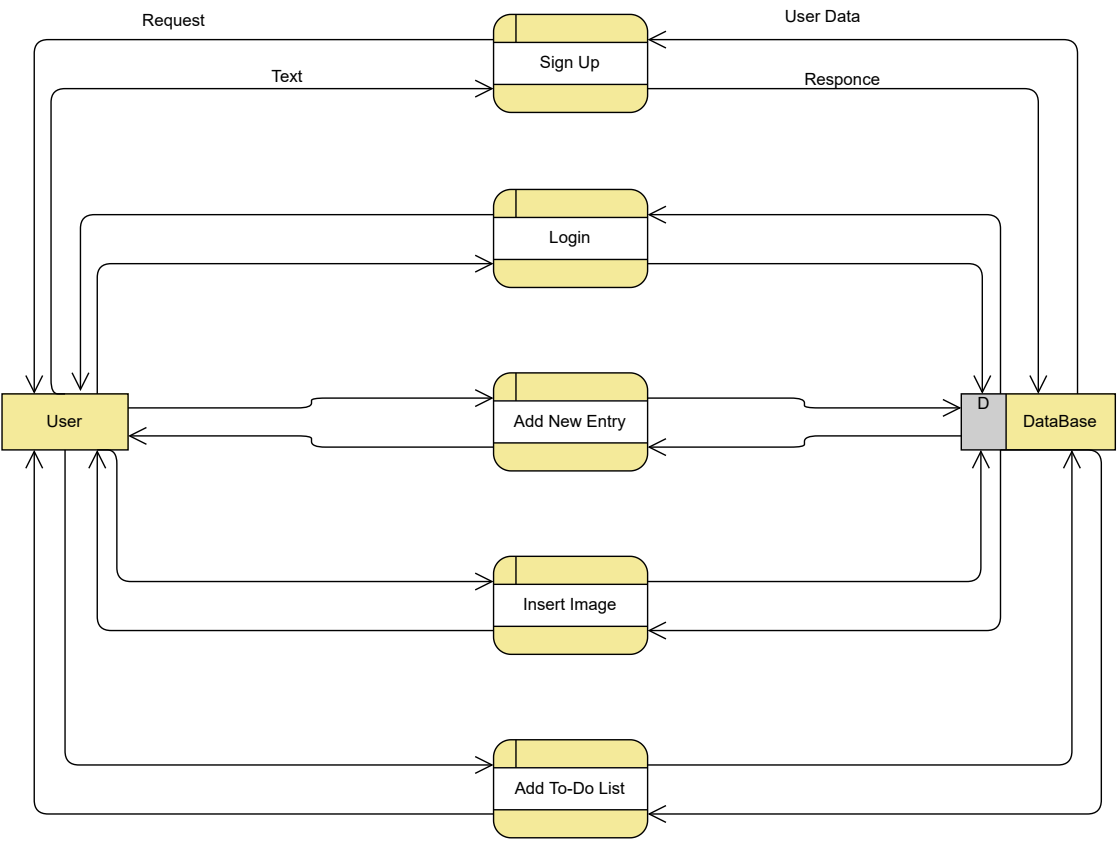 Request
User Data
Sign Up
Text
Responce
Login
User
Add New Entry
D
DataBase
Insert Image
Add To-Do List